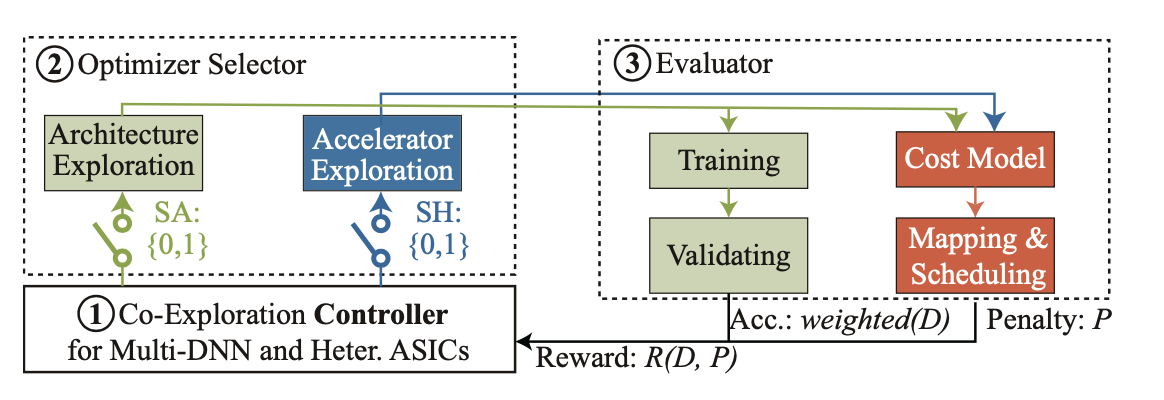 ② Optimizer Selector
Architecture
Exploration
Accelerator
Exploration
SA:
{0,1}
SH:
{0,1}
① Co-Exploration Controller
for Multi-DNN and Heter. ASICs
③ Evaluator
Training
Validating
Cost Model
Mapping &
Scheduling
Acc.: weighted(D)
Penalty: P
Reward: R(D, P)